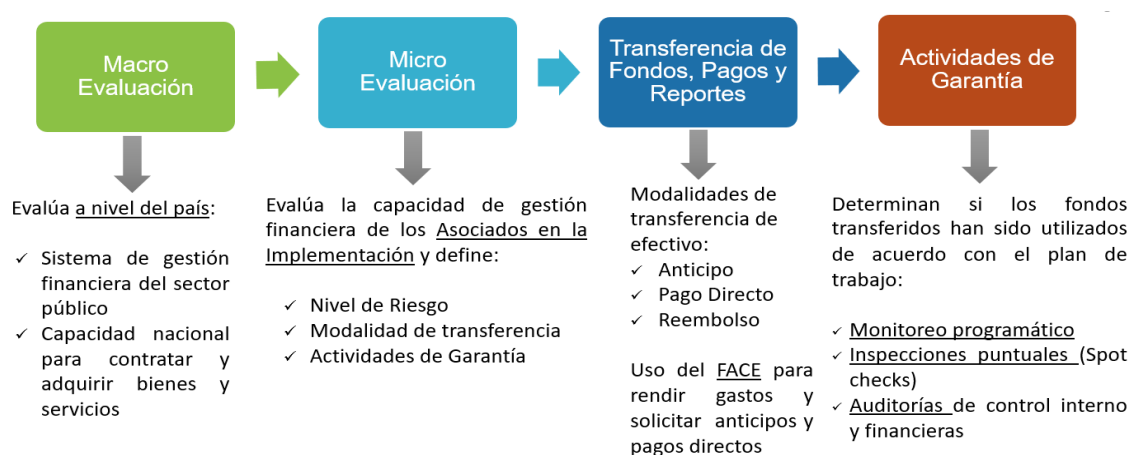 Macro
Evaluación
Micro
Evaluación
Transferencia de
Fondos, Pagos y
Reportes
Actividades de
Garantía
Evalúa a nivel del país:
✓ Sistema de gestión
financiera del sector
público
✓ Capacidad nacional
para contratar y
adquirir bienes y
servicios
Evalúa la capacidad de gestión
financiera de los Asociados en la
Implementación y define:
✓ Nivel de Riesgo
✓ Modalidad de transferencia
✓ Actividades de Garantía
Modalidades de
transferencia de
efectivo:
✓ Anticipo
✓ Pago Directo
✓ Reembolso
Uso del FACE para
rendir gastos y
solicitar anticipos y
pagos directos
Determinan si los fondos
transferidos han sido utilizados
de acuerdo con el plan de
trabajo:
✓ Monitoreo programático
✓ Inspecciones puntuales (Spot
checks)
✓ Auditorías de control interno
y financieras